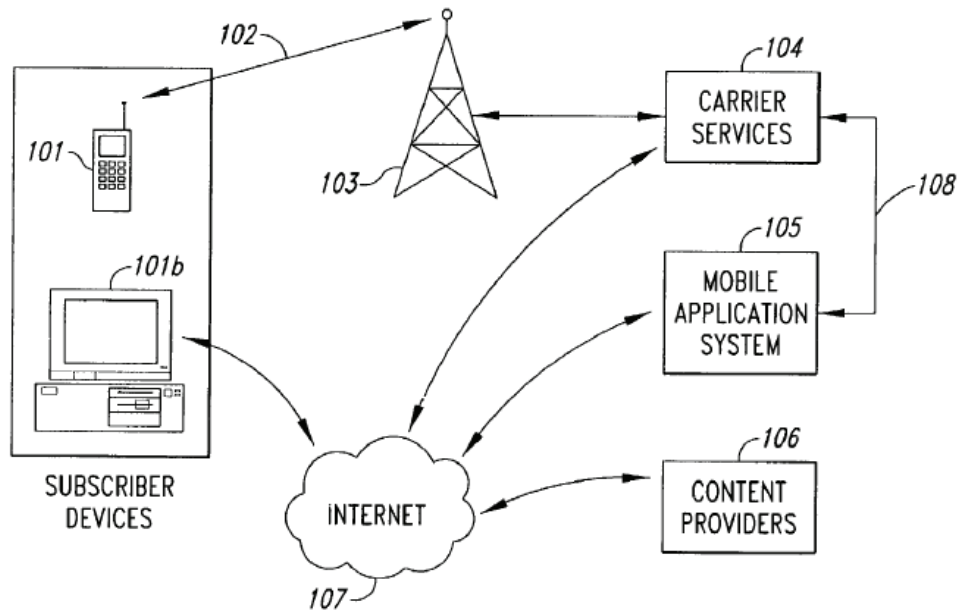 102
104
CARRIER
SERVICES
101
103
108
105
MOBILE
APPLICATION
SYSTEM
101b
106
CONTENT
PROVIDERS
SUBSCRIBER
DEVICES
INTERNET
107